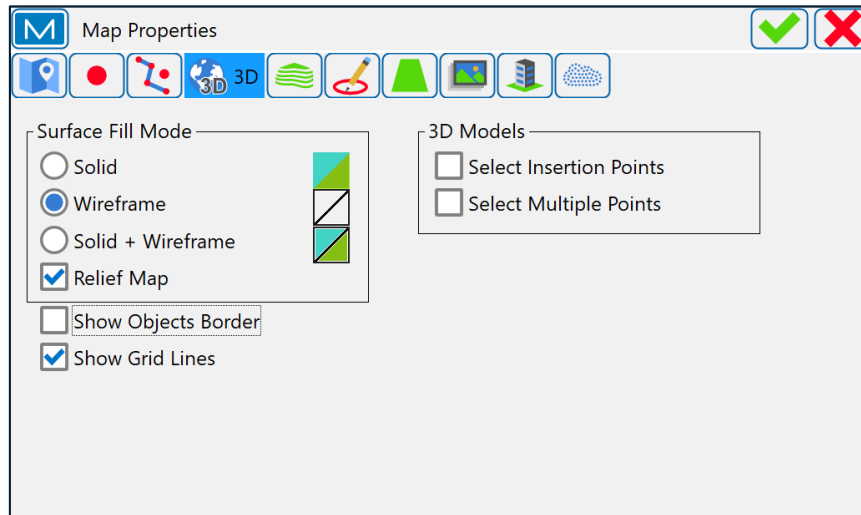 M Map Properties
3D 3D
Surface Fill Mode
Solid
Wireframe
Solid + Wireframe
Relief Map
Show Objects Border
Show Grid Lines
3D Models
Select Insertion Points
Select Multiple Points